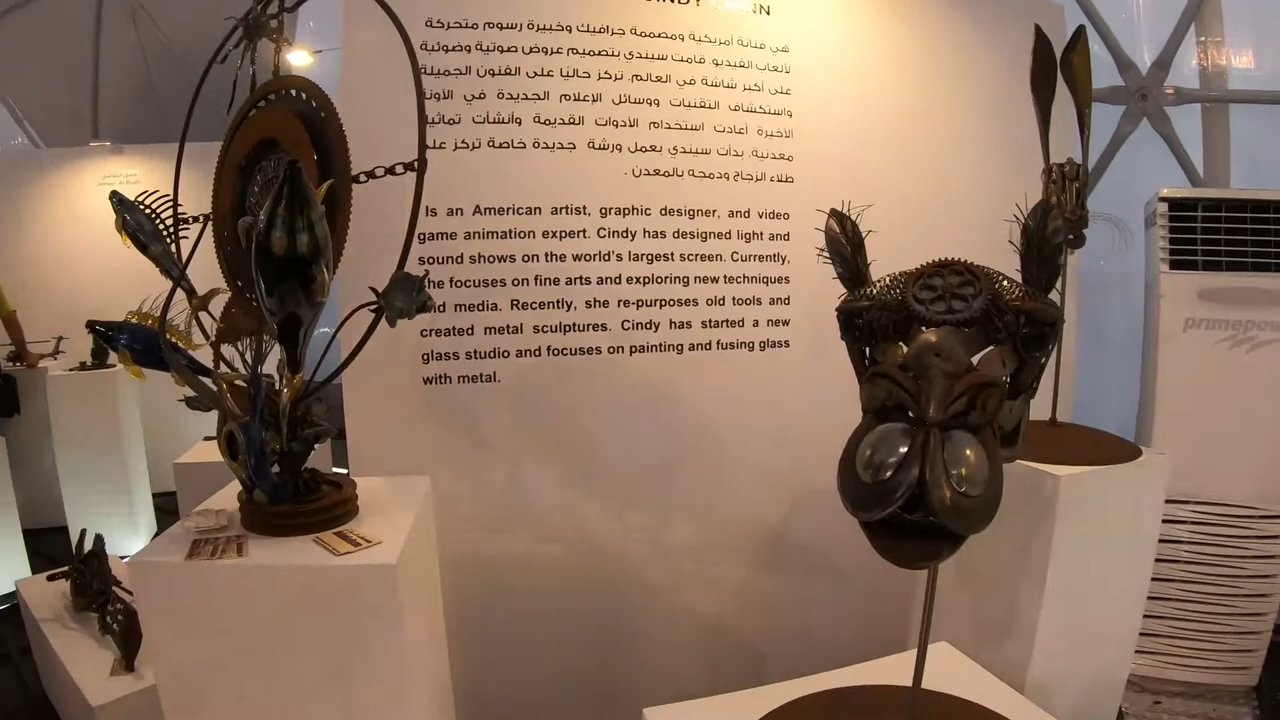 CINDY
هي فنانة أمريكية ومصممة جرافيك وخبيرة رسوم متحركة
لألعاب الفيديو. قامت سيندي بتصميم عروض صوتية وضوئية
على أكبر شاشة في العالم. تركز حاليًا على الفنون الجميلة
واستكشاف التقنيات ووسائل الإعلام الجديدة في الآونة
الأخيرة أعادت استخدام الأدوات القديمة وأنشأت تماثيل
معدنية. بدأت سيندي بعمل ورشة جديدة خاصة تركز على
طلاء الزجاج ودمجه بالمعدن .
Is an American artist, graphic designer, and video
game animation expert. Cindy has designed light and
sound shows on the world's largest screen. Currently,
she focuses on fine arts and exploring new techniques
and media. Recently, she re-purposes old tools and
created metal sculptures. Cindy has started a new
glass studio and focuses on painting and fusing glass
with metal.
primepower